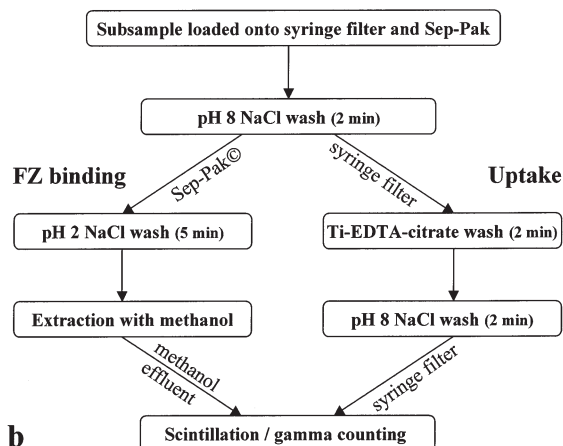 Subsample loaded onto syringe filter and Sep-Pak
pH 8 NaCl wash (2 min)
FZ binding
Sep-Pak©
syringe filter
Uptake
pH 2 NaCl wash (5 min)
Ti-EDTA-citrate wash (2 min)
Extraction with methanol
pH 8 NaCl wash (2 min)
methanol
effluent
syringe filter
b
Scintillation / gamma counting